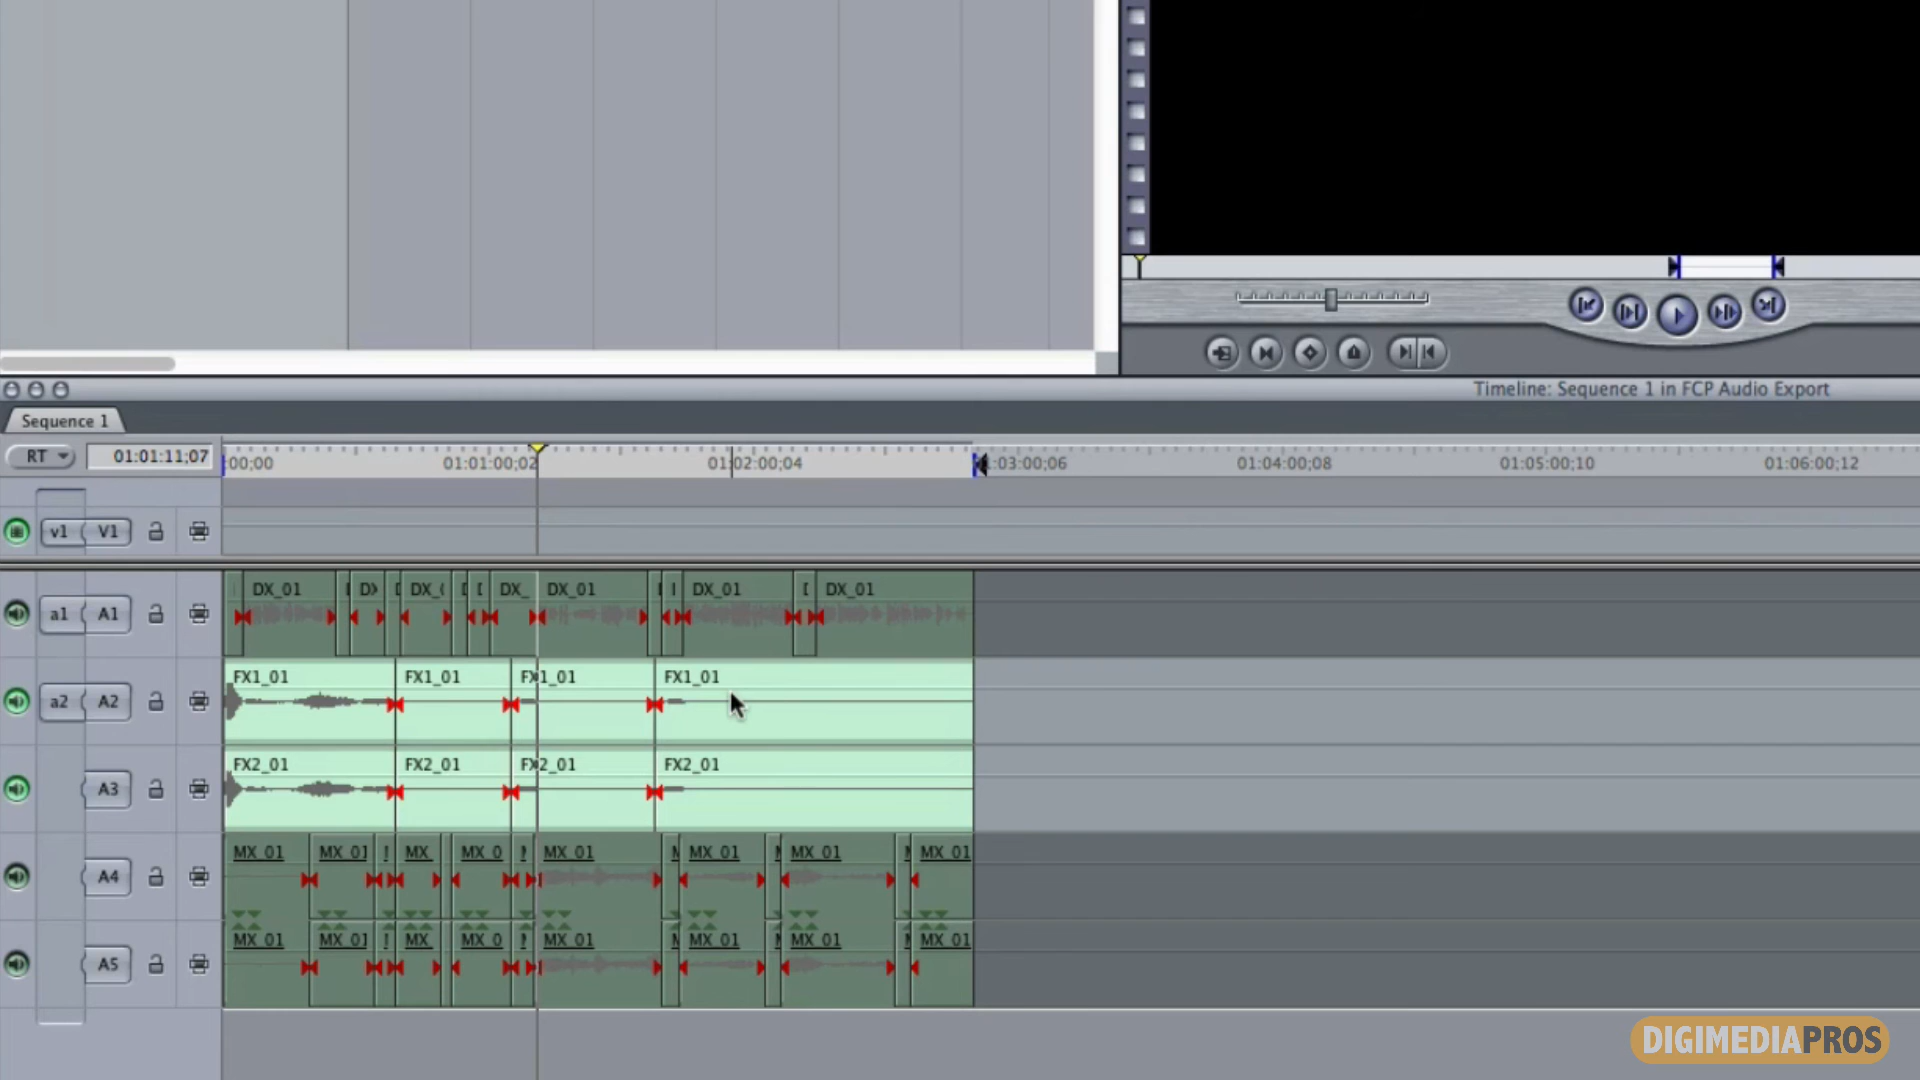 Timeline: Sequence 1 in FCP Audio Export
Sequence 1
RT 01:01:11;07 :00;00 01:01:00;02 01:02:00;04 :03:00;06 01:04:00;08 01:05:00;10 01:06:00;12
v1 V1
a1 A1 DX_01 DX DX_( DX_ DX_01 DX_01 DX_01
a2 A2 FX1_01 FX1_01 FX1_01 FX1_01
A3 FX2_01 FX2_01 FX2_01 FX2_01
A4 MX_01 MX_01 MX_ MX_0 MX_01 MX_01 MX_01 MX_01
A5 MX_01 MX_01 MX_ MX_0 MX_01 MX_01 MX_01 MX_01
DIGIMEDIAPROS